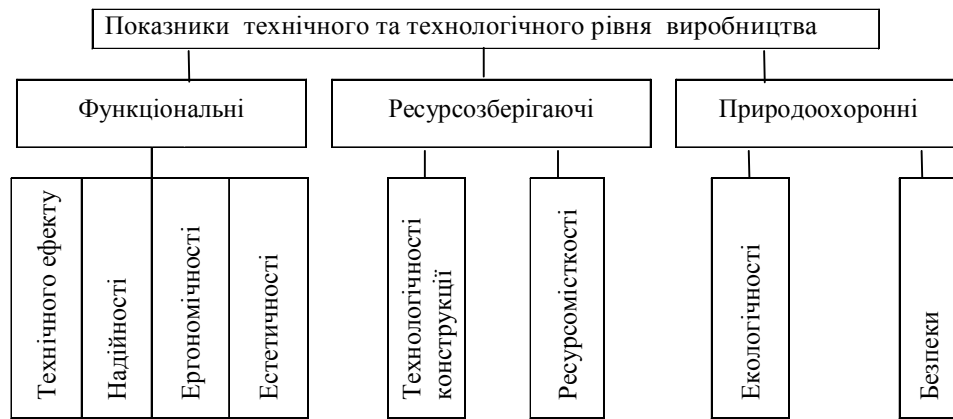 Показники технічного та технологічного рівня виробництва
Функціональні
Ресурсозберігаючі
Природоохоронні
Технічного ефекту
Надійності
Ергономічності
Естетичності
Технологічності
конструкції
Ресурсомісткості
Екологічності
Безпеки